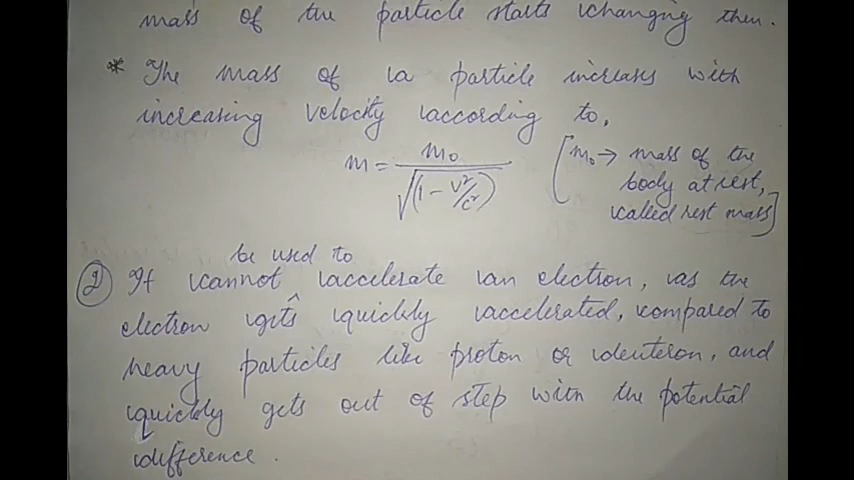 mass of the particle starts changing then.
* The mass of a particle increases with
increasing velocity according to,
m = m₀/√(1 - v²/c²) [m₀ → mass of the
body at rest,
called rest mass]
be used to
② It cannot ^ accelerate an electron, as the
electron gets quickly accelerated, compared to
heavy particles like proton or deuteron, and
quickly gets out of step with the potential
difference.